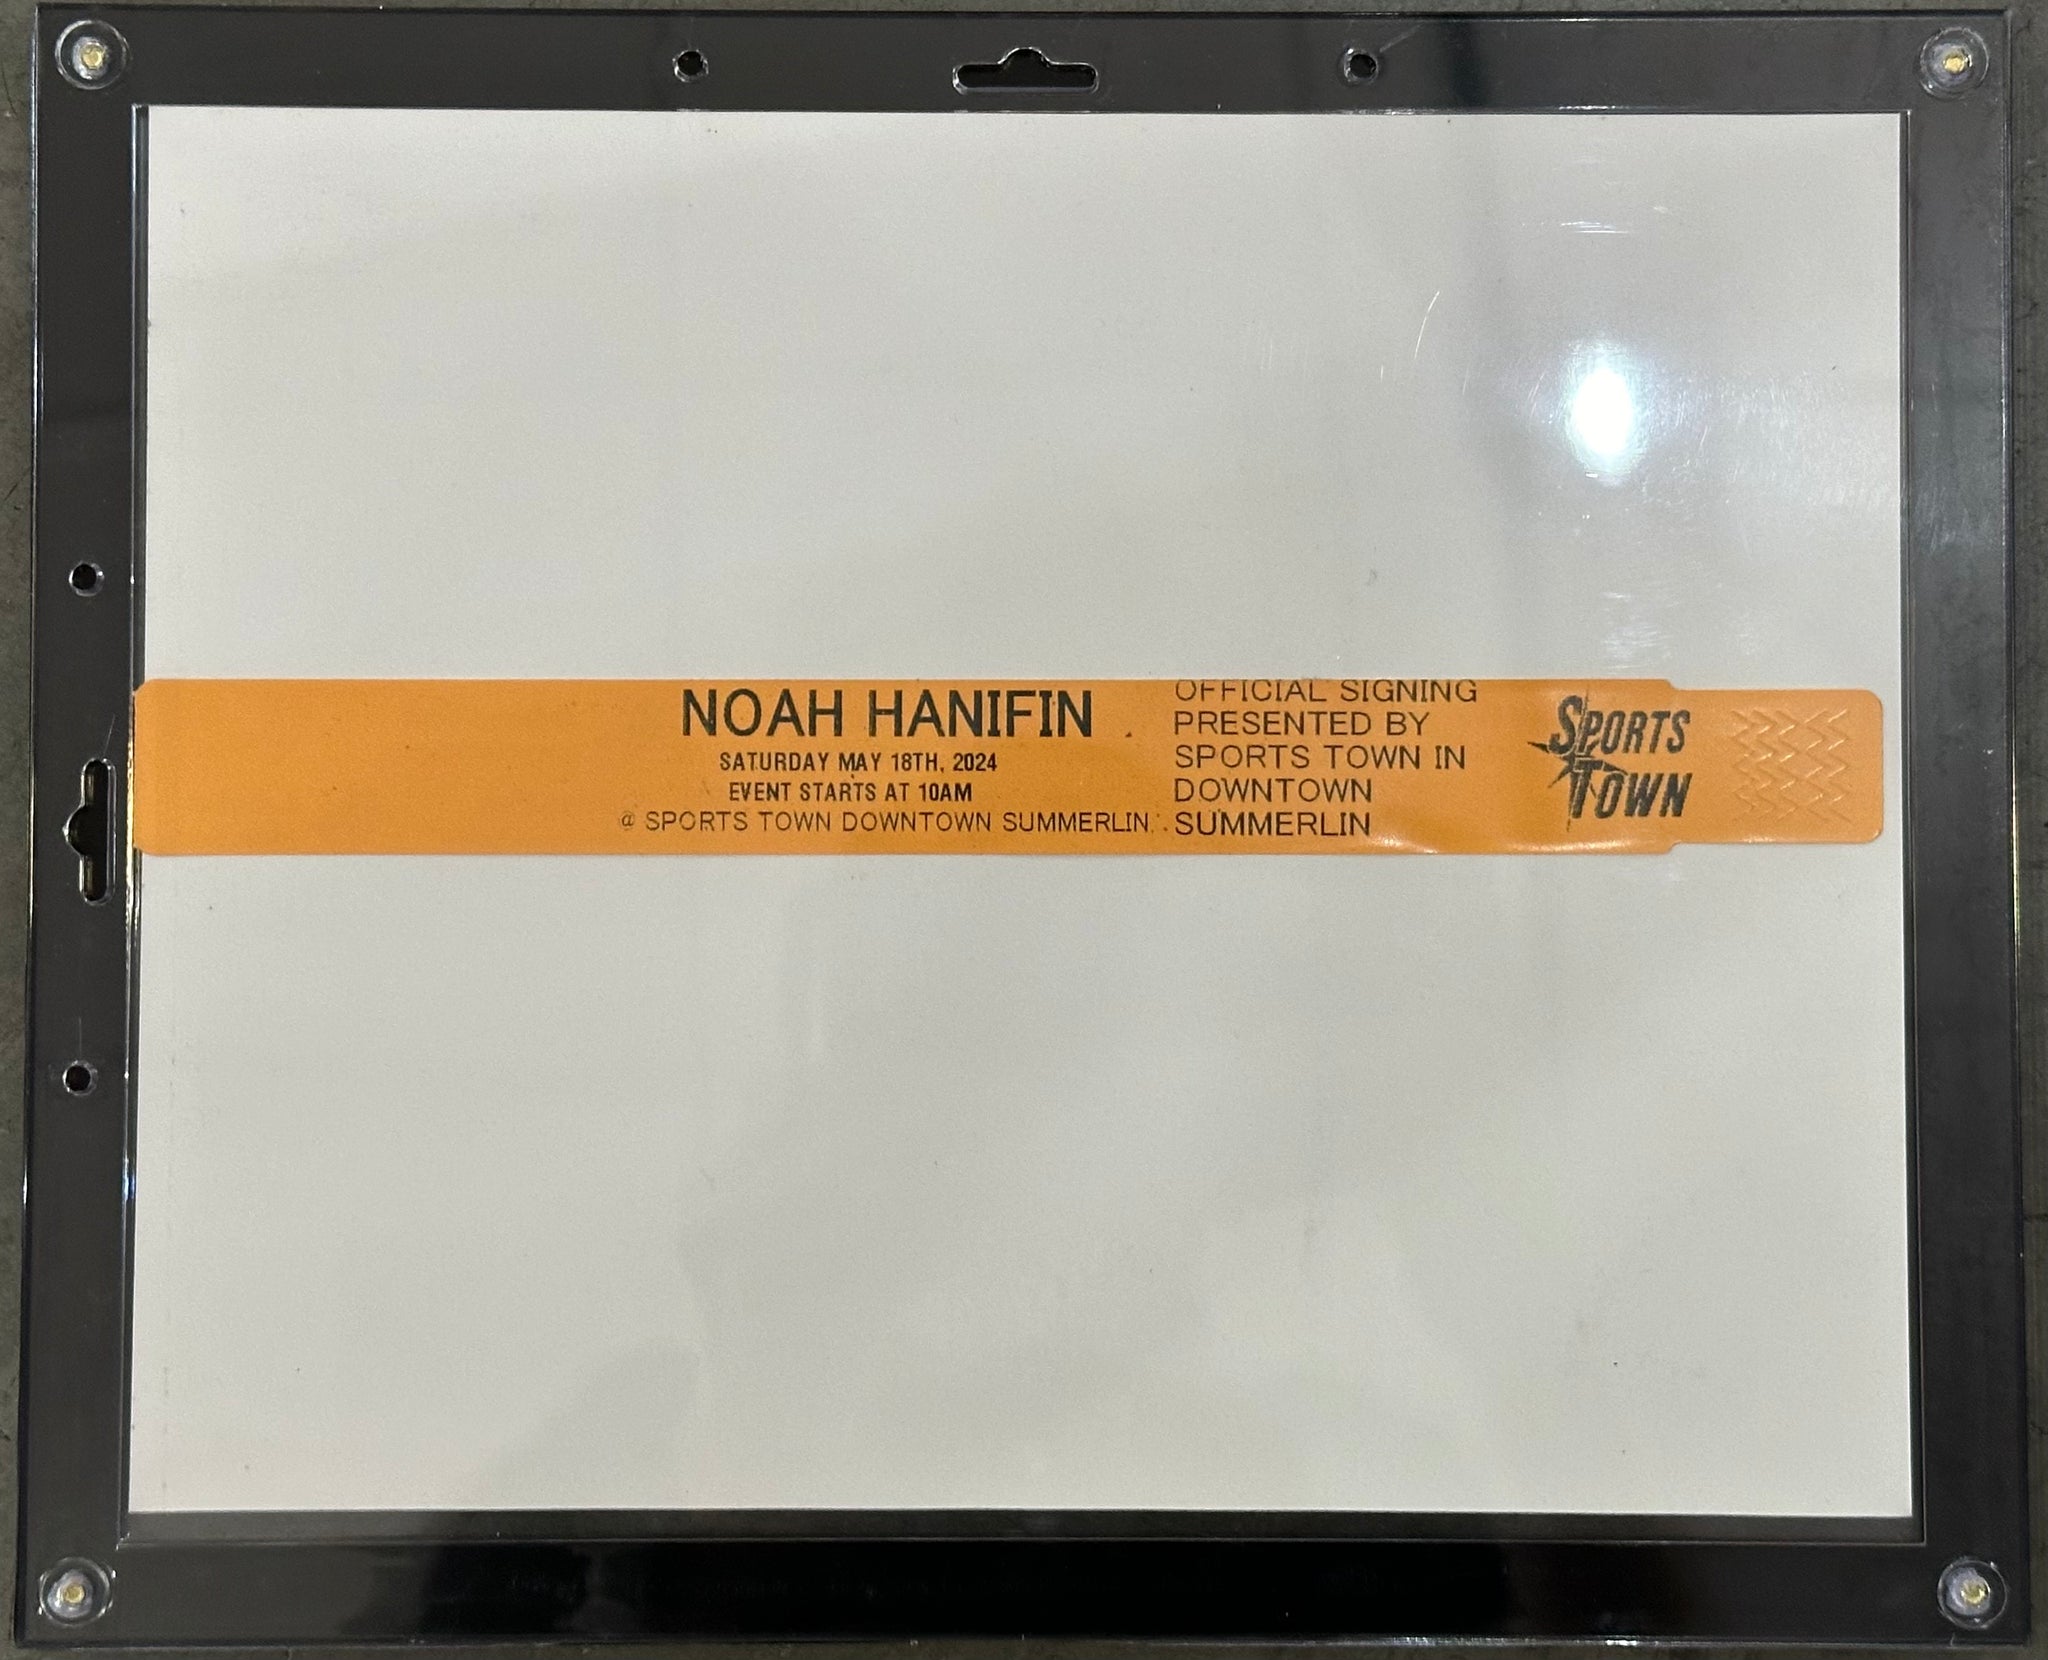 NOAH HANIFIN
SATURDAY MAY 18TH, 2024
EVENT STARTS AT 10AM
@ SPORTS TOWN DOWNTOWN SUMMERLIN
OFFICIAL SIGNING
PRESENTED BY
SPORTS TOWN IN
DOWNTOWN
SUMMERLIN
SPORTS
TOWN